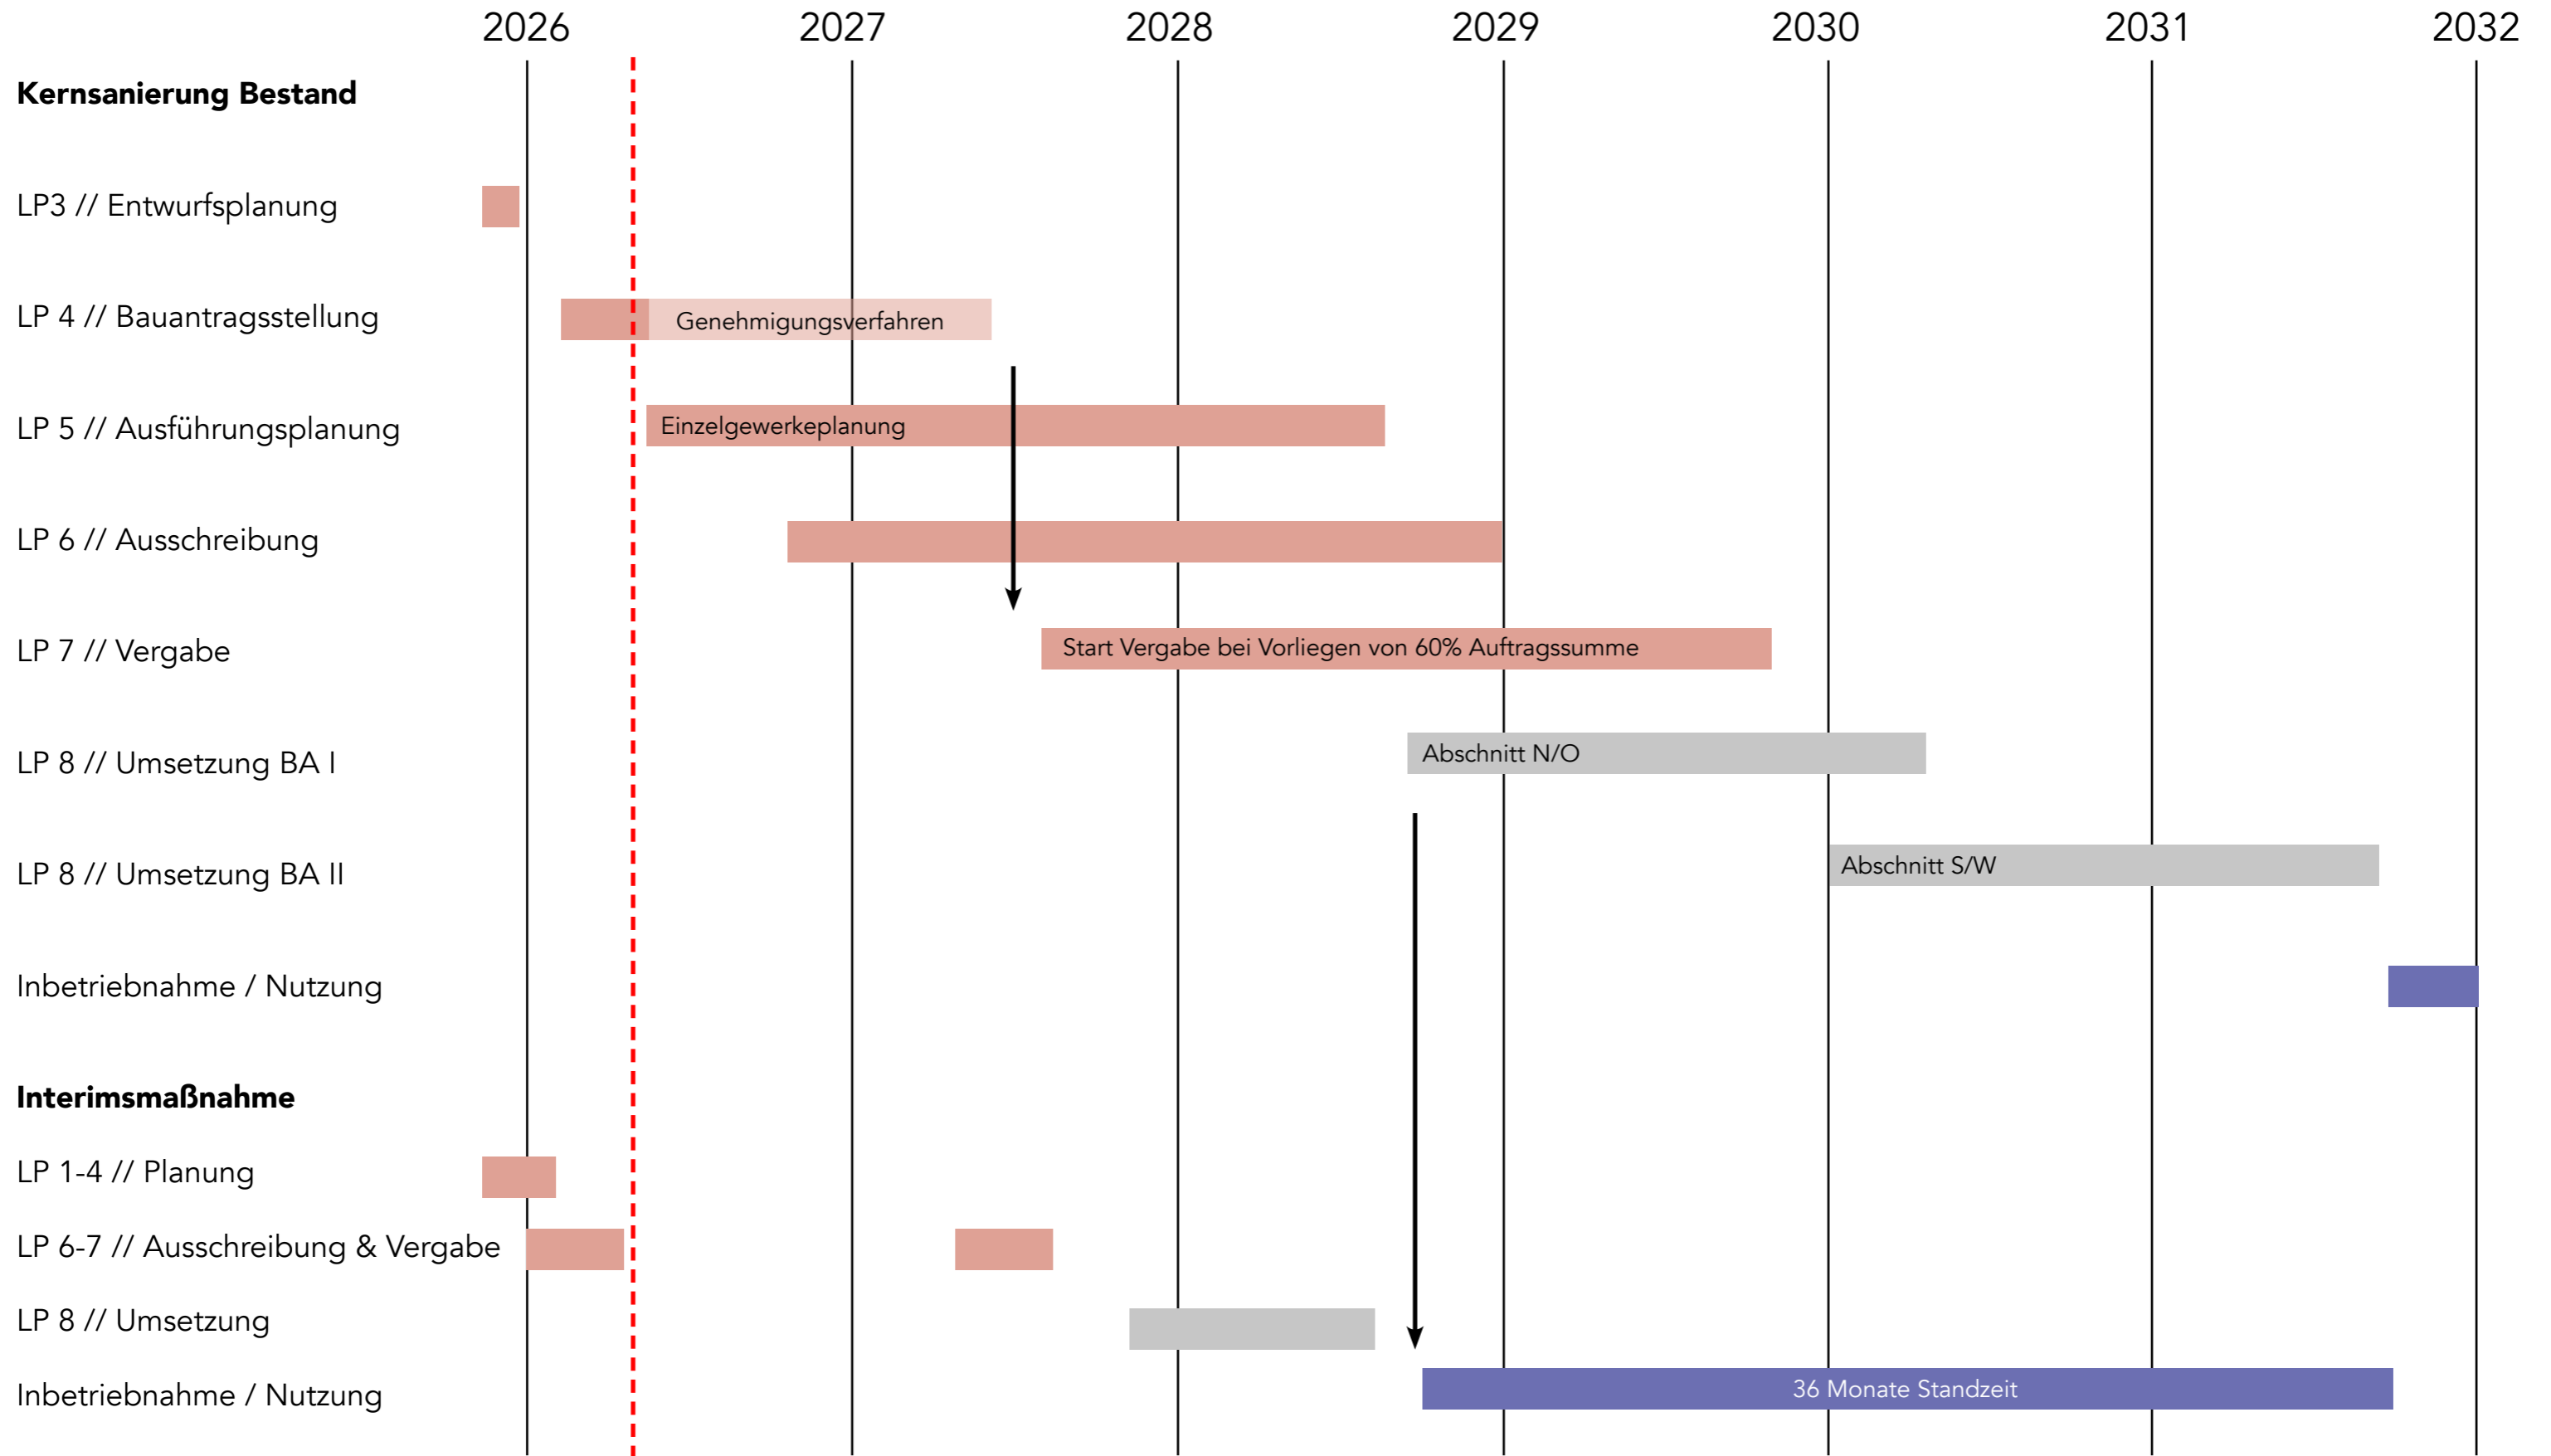 2026 2027 2028 2029 2030 2031 2032
Kernsanierung Bestand
LP3 // Entwurfsplanung
LP 4 // Bauantragsstellung
Genehmigungsverfahren
LP 5 // Ausführungsplanung
Einzelgewerkeplanung
LP 6 // Ausschreibung
LP 7 // Vergabe
Start Vergabe bei Vorliegen von 60% Auftragssumme
LP 8 // Umsetzung BA I
Abschnitt N/O
LP 8 // Umsetzung BA II
Abschnitt S/W
Inbetriebnahme / Nutzung
Interimsmaßnahme
LP 1-4 // Planung
LP 6-7 // Ausschreibung & Vergabe
LP 8 // Umsetzung
Inbetriebnahme / Nutzung
36 Monate Standzeit